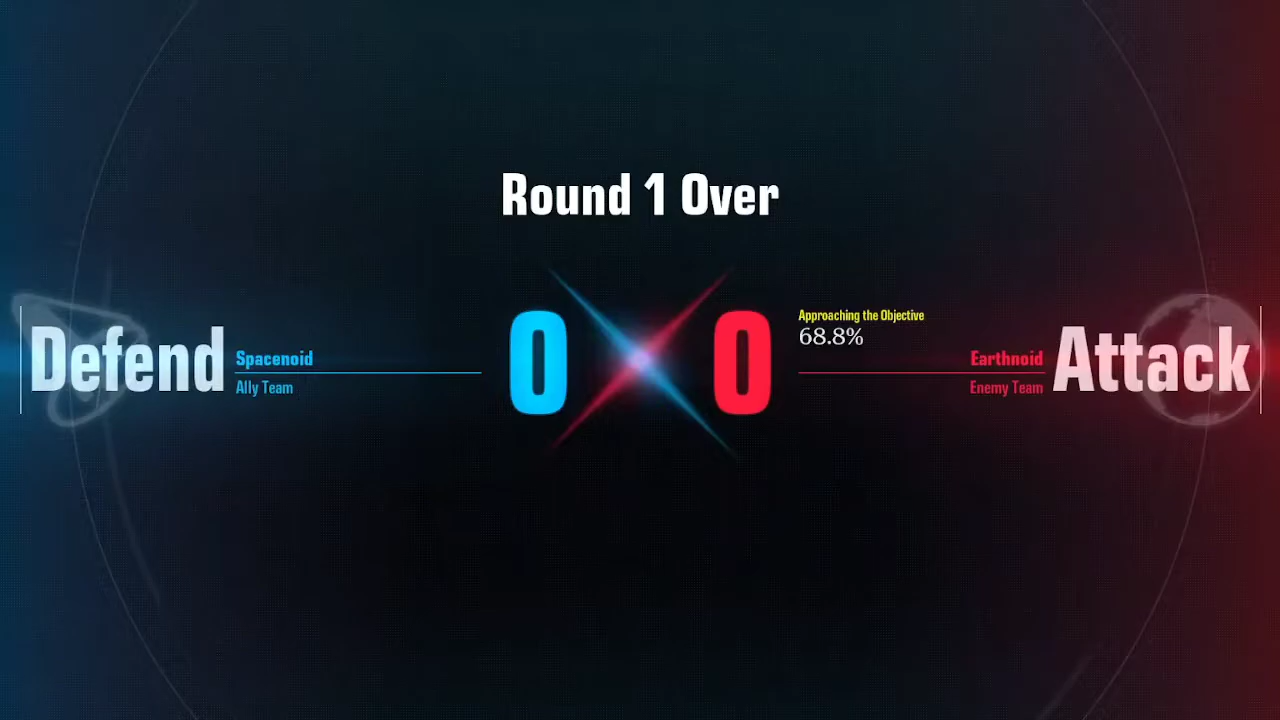 Round 1 Over
Defend
Spacenoid
Ally Team
0
0
Approaching the Objective
68.8%
Earthnoid
Enemy Team
Attack